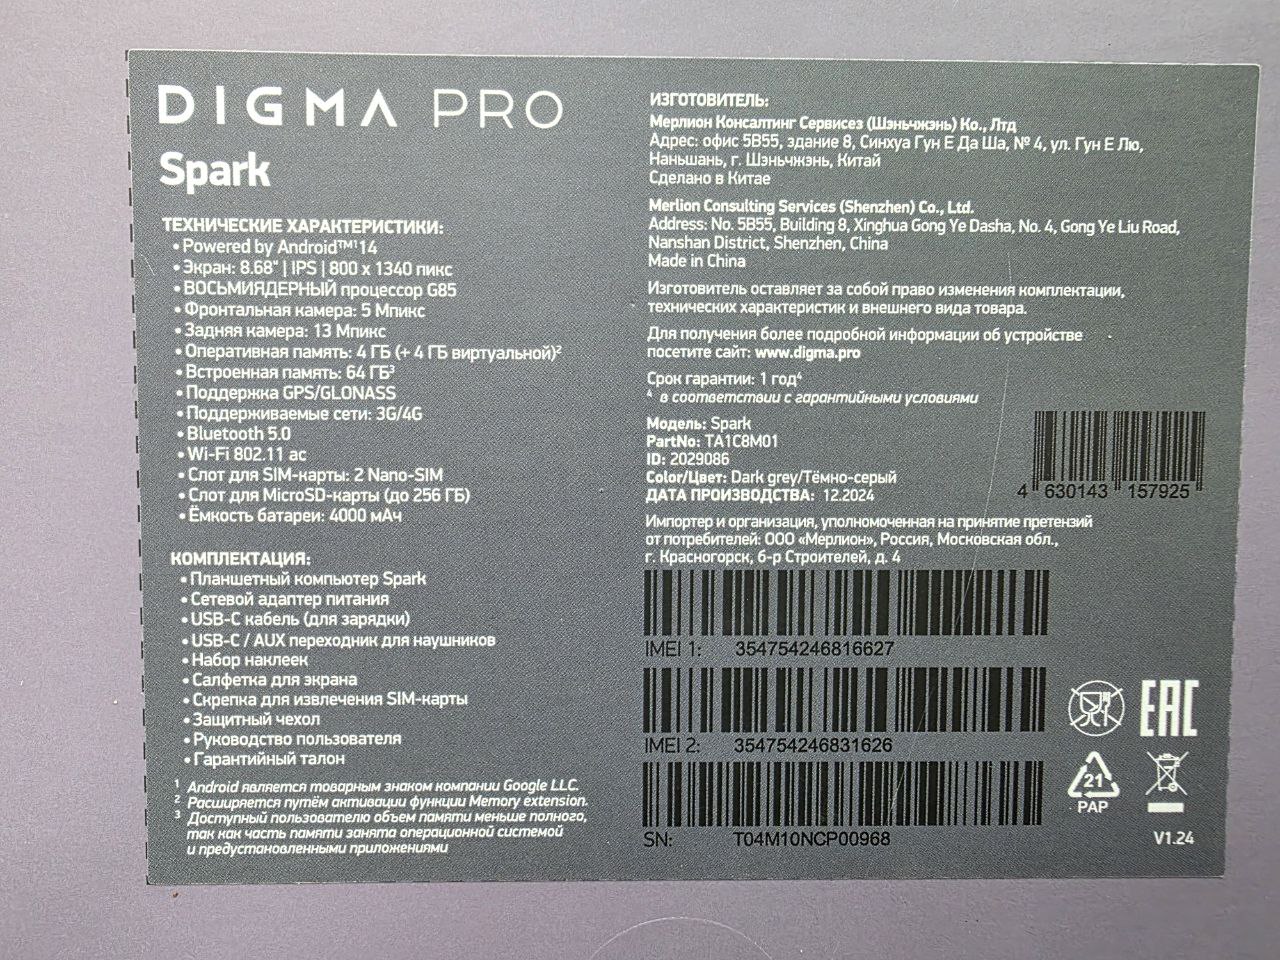 DIGMA PRO
Spark
ТЕХНИЧЕСКИЕ ХАРАКТЕРИСТИКИ:
• Powered by Android™¹14
• Экран: 8.68" | IPS | 800 x 1340 пикс
• ВОСЬМИЯДЕРНЫЙ процессор G85
• Фронтальная камера: 5 Мпикс
• Задняя камера: 13 Мпикс
• Оперативная память: 4 ГБ (+ 4 ГБ виртуальной)²
• Встроенная память: 64 ГБ³
• Поддержка GPS/GLONASS
• Поддерживаемые сети: 3G/4G
• Bluetooth 5.0
• Wi-Fi 802.11 ac
• Слот для SIM-карты: 2 Nano-SIM
• Слот для MicroSD-карты (до 256 ГБ)
• Ёмкость батареи: 4000 мАч
КОМПЛЕКТАЦИЯ:
• Планшетный компьютер Spark
• Сетевой адаптер питания
• USB-C кабель (для зарядки)
• USB-C / AUX переходник для наушников
• Набор наклеек
• Салфетка для экрана
• Скрепка для извлечения SIM-карты
• Защитный чехол
• Руководство пользователя
• Гарантийный талон
¹ Android является товарным знаком компании Google LLC.
² Расширяется путём активации функции Memory extension.
³ Доступный пользователю объем памяти меньше полного,
так как часть памяти занята операционной системой
и предустановленными приложениями
ИЗГОТОВИТЕЛЬ:
Мерлион Консалтинг Сервисез (Шэньчжэнь) Ко., Лтд
Адрес: офис 5B55, здание 8, Синхуа Гун Е Да Ша, № 4, ул. Гун Е Лю,
Наньшань, г. Шэньчжэнь, Китай
Сделано в Китае
Merlion Consulting Services (Shenzhen) Co., Ltd.
Address: No. 5B55, Building 8, Xinghua Gong Ye Dasha, No. 4, Gong Ye Liu Road,
Nanshan District, Shenzhen, China
Made in China
Изготовитель оставляет за собой право изменения комплектации,
технических характеристик и внешнего вида товара.
Для получения более подробной информации об устройстве
посетите сайт: www.digma.pro
Срок гарантии: 1 год⁴
⁴ в соответствии с гарантийными условиями
Модель: Spark
PartNo: TA1C8M01
ID: 2029086
Color/Цвет: Dark grey/Тёмно-серый
ДАТА ПРОИЗВОДСТВА: 12.2024
4 630143 157925
Импортер и организация, уполномоченная на принятие претензий
от потребителей: ООО «Мерлион», Россия, Московская обл.,
г. Красногорск, б-р Строителей, д. 4
IMEI 1: 354754246816627
IMEI 2: 354754246831626
SN: T04M10NCP00968
EAC
21
PAP
V1.24